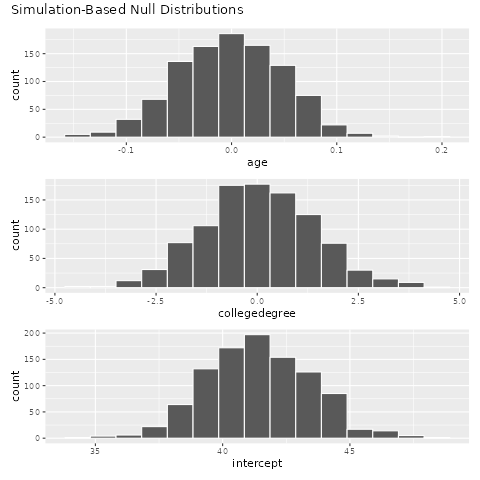 Simulation-Based Null Distributions
150
100
50
0
count
-0.1 0.0 0.1 0.2
age
150
100
50
0
count
-5.0 -2.5 0.0 2.5 5.0
collegedegree
200
150
100
50
0
count
35 40 45
intercept